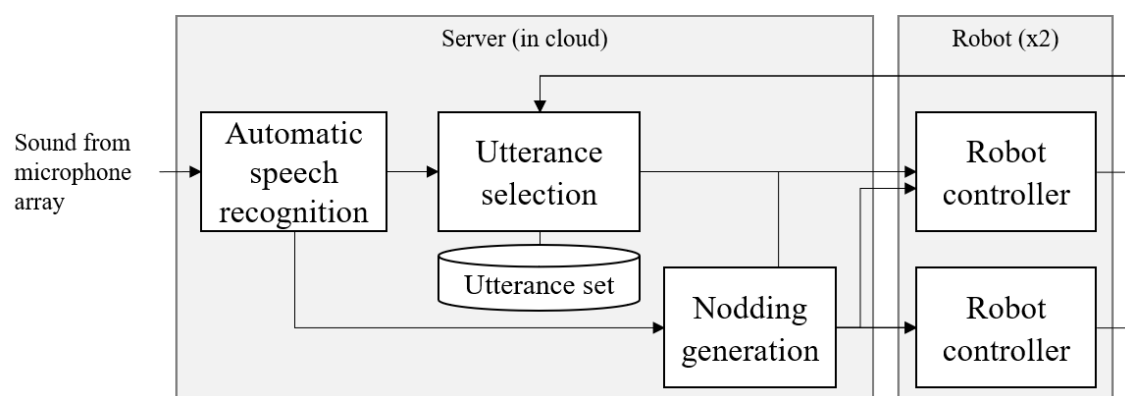 Server (in cloud)
Robot (x2)
Sound from
microphone
array
Automatic
speech
recognition
Utterance
selection
Robot
controller
Utterance set
Nodding
generation
Robot
controller